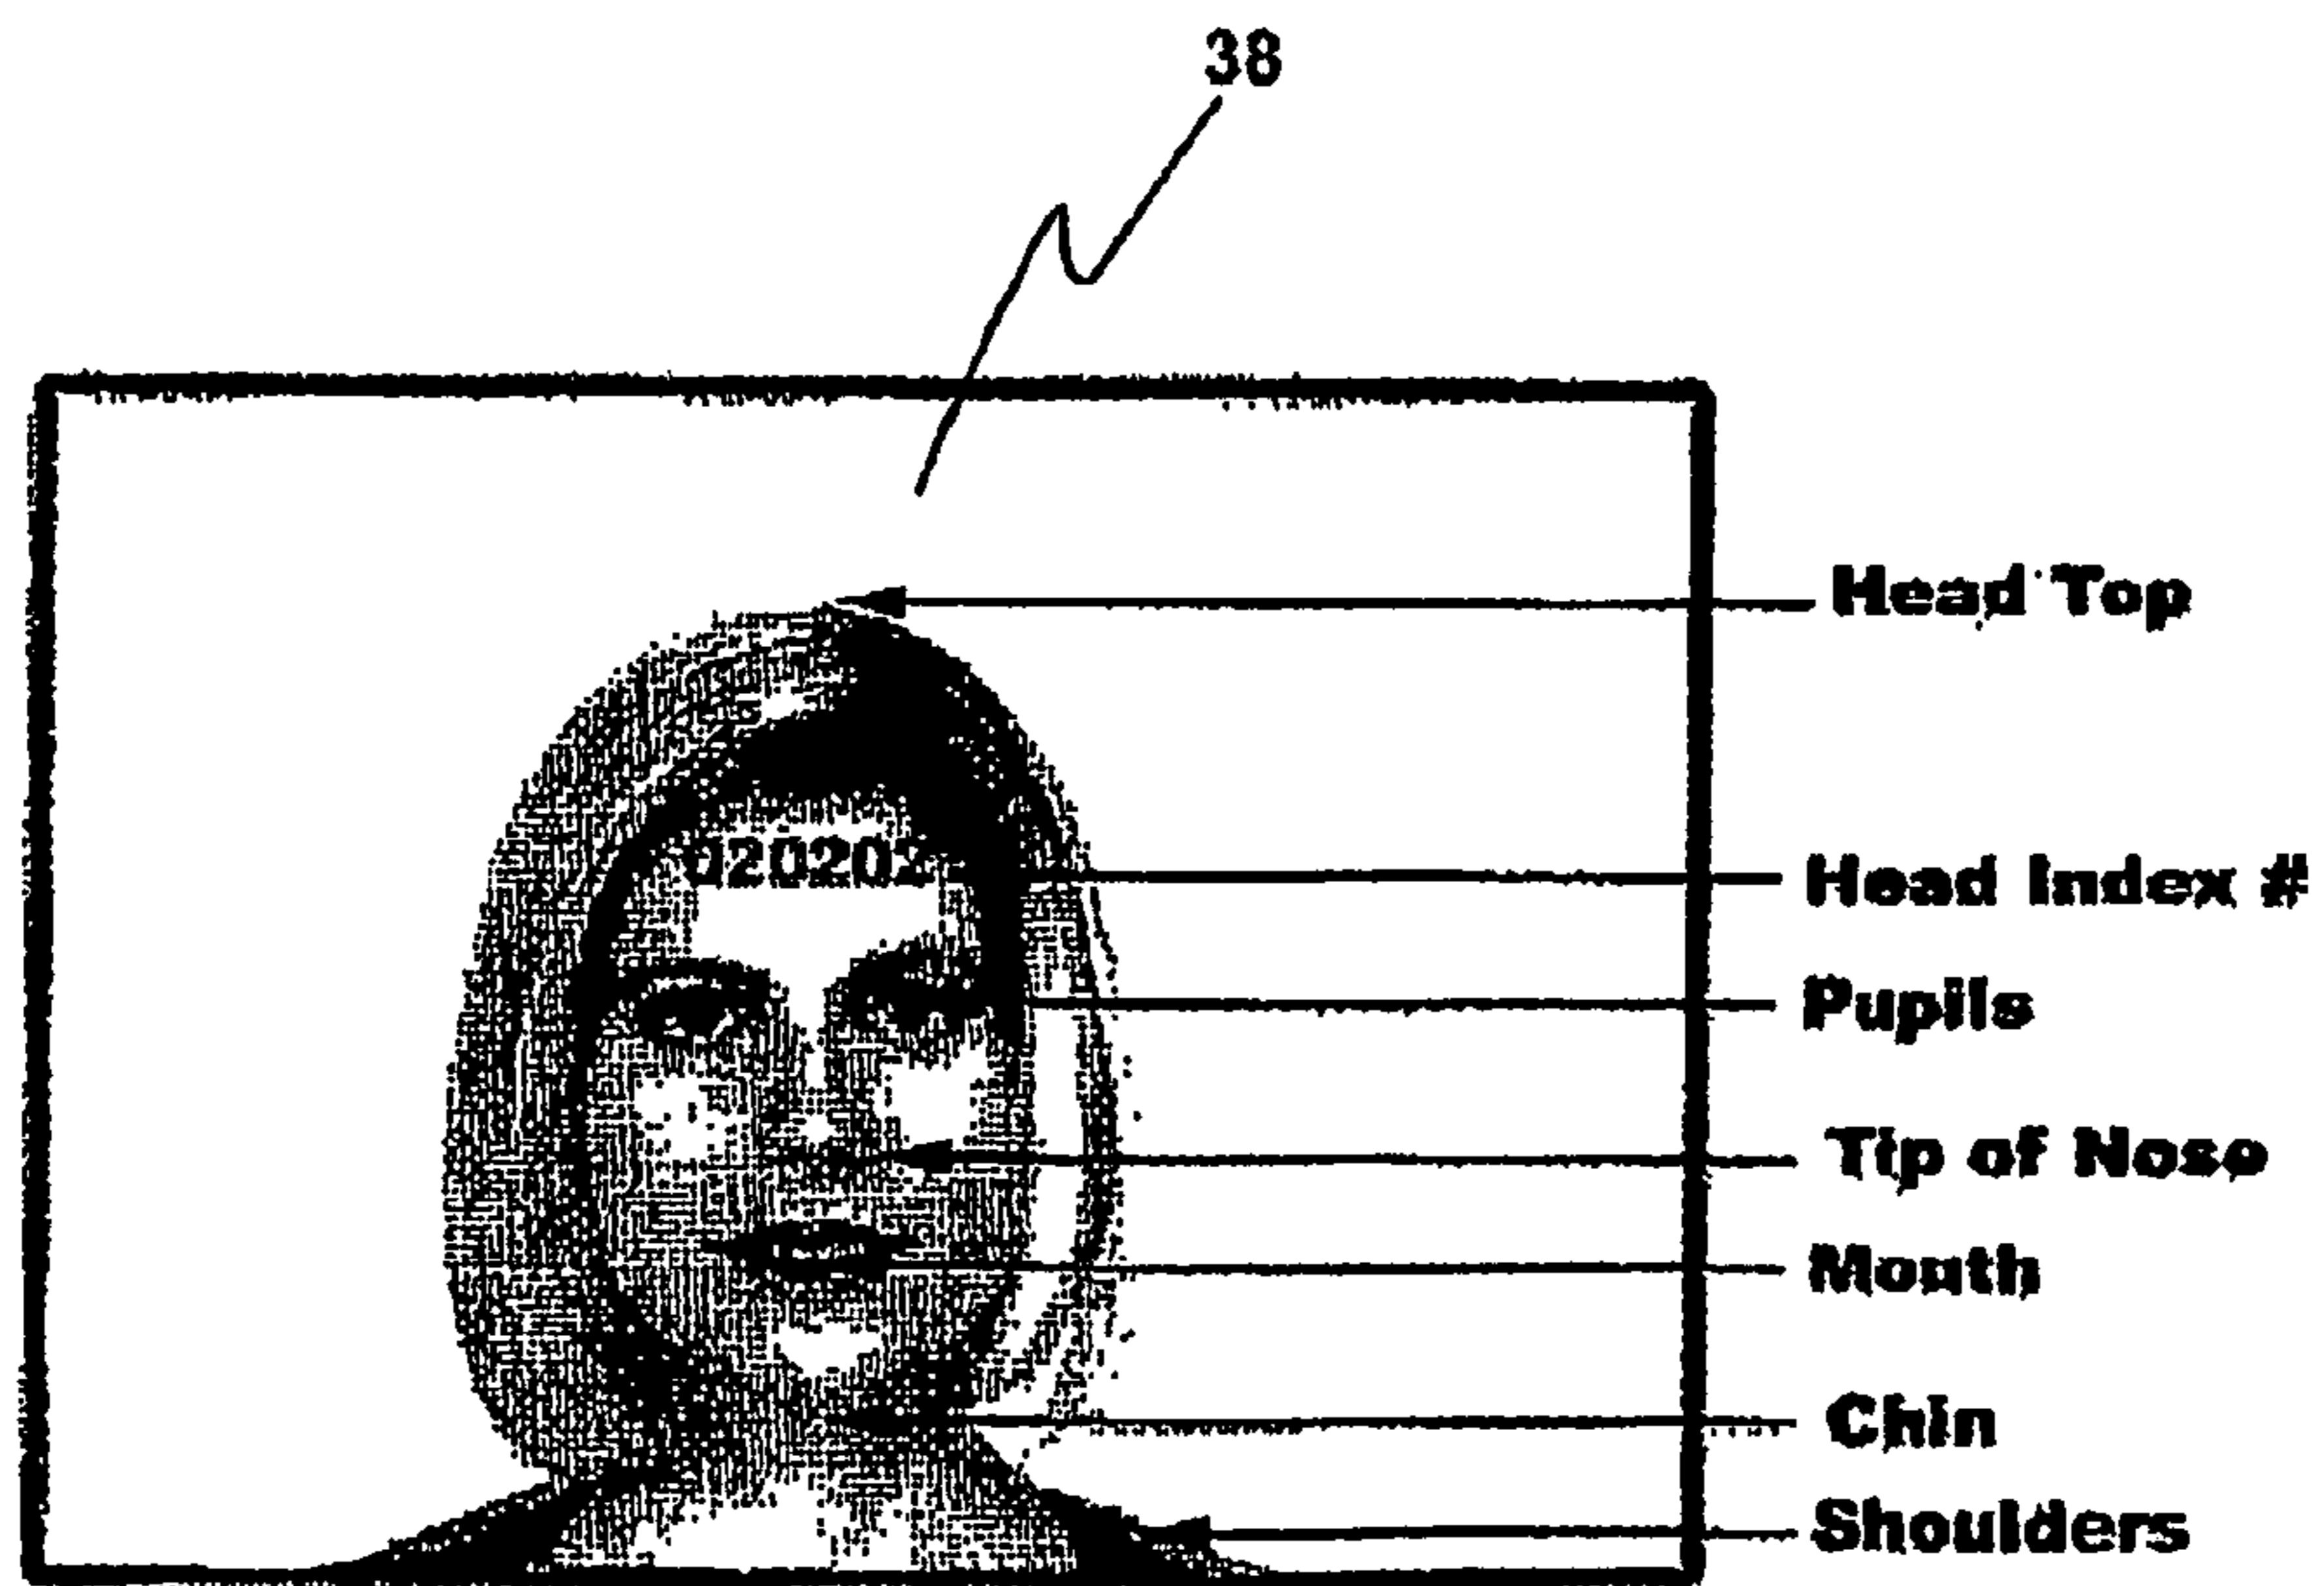 38
Head Top
020202
Head Index #
Pupils
Tip of Nose
Mouth
Chin
Shoulders